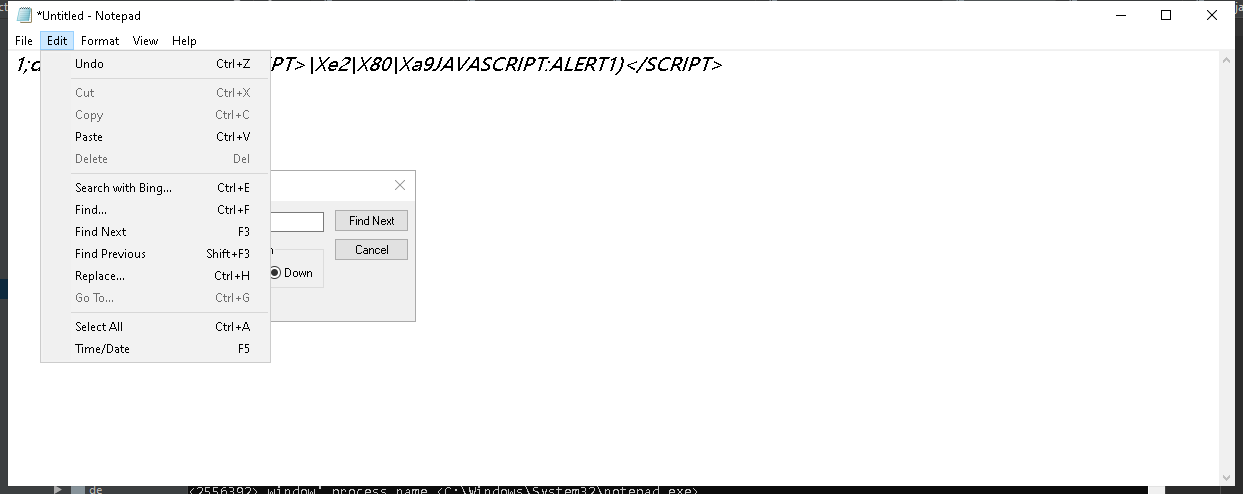 *Untitled - Notepad
File Edit Format View Help
1;c PT>|Xe2|X80|Xa9JAVASCRIPT:ALERT1)</SCRIPT>
Undo Ctrl+Z
Cut Ctrl+X
Copy Ctrl+C
Paste Ctrl+V
Delete Del
Search with Bing... Ctrl+E
Find... Ctrl+F
Find Next F3
Find Previous Shift+F3
Replace... Ctrl+H
Go To... Ctrl+G
Select All Ctrl+A
Time/Date F5
Find Next
Cancel
Down
de <2556392> window' process name <C:\Windows\System32\notepad.exe>